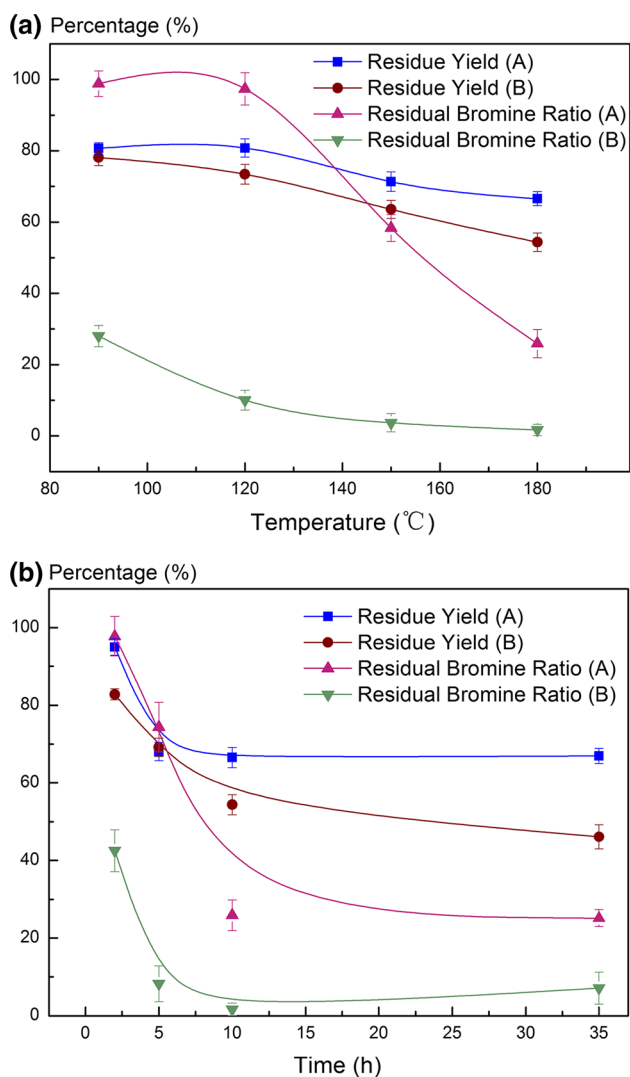 (a) Percentage (%)
Residue Yield (A)
Residue Yield (B)
Residual Bromine Ratio (A)
Residual Bromine Ratio (B)
100
80
60
40
20
0
80 100 120 140 160 180
Temperature (℃)
(b) Percentage (%)
Residue Yield (A)
Residue Yield (B)
Residual Bromine Ratio (A)
Residual Bromine Ratio (B)
100
80
60
40
20
0
0 5 10 15 20 25 30 35
Time (h)